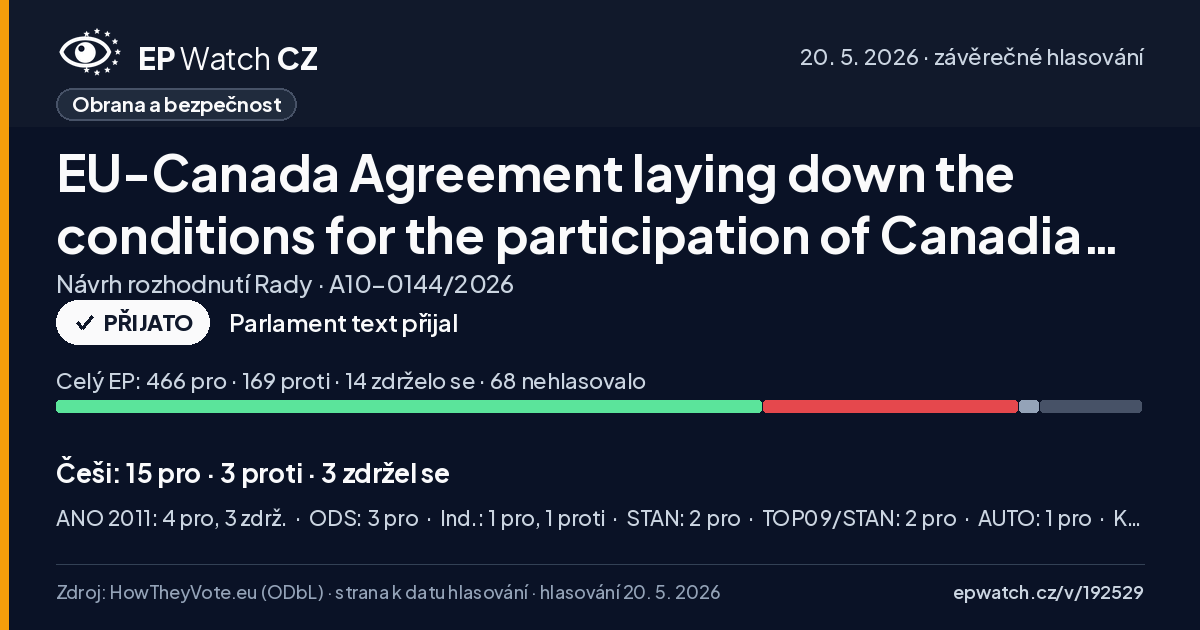 EP Watch CZ
20. 5. 2026 · závěrečné hlasování
Obrana a bezpečnost
EU-Canada Agreement laying down the
conditions for the participation of Canadia…
Návrh rozhodnutí Rady · A10-0144/2026
✓ PŘIJATO Parlament text přijal
Celý EP: 466 pro · 169 proti · 14 zdrželo se · 68 nehlasovalo
Češi: 15 pro · 3 proti · 3 zdržel se
ANO 2011: 4 pro, 3 zdrž. · ODS: 3 pro · Ind.: 1 pro, 1 proti · STAN: 2 pro · TOP09/STAN: 2 pro · AUTO: 1 pro · K…
Zdroj: HowTheyVote.eu (ODbL) · strana k datu hlasování · hlasování 20. 5. 2026
epwatch.cz/v/192529